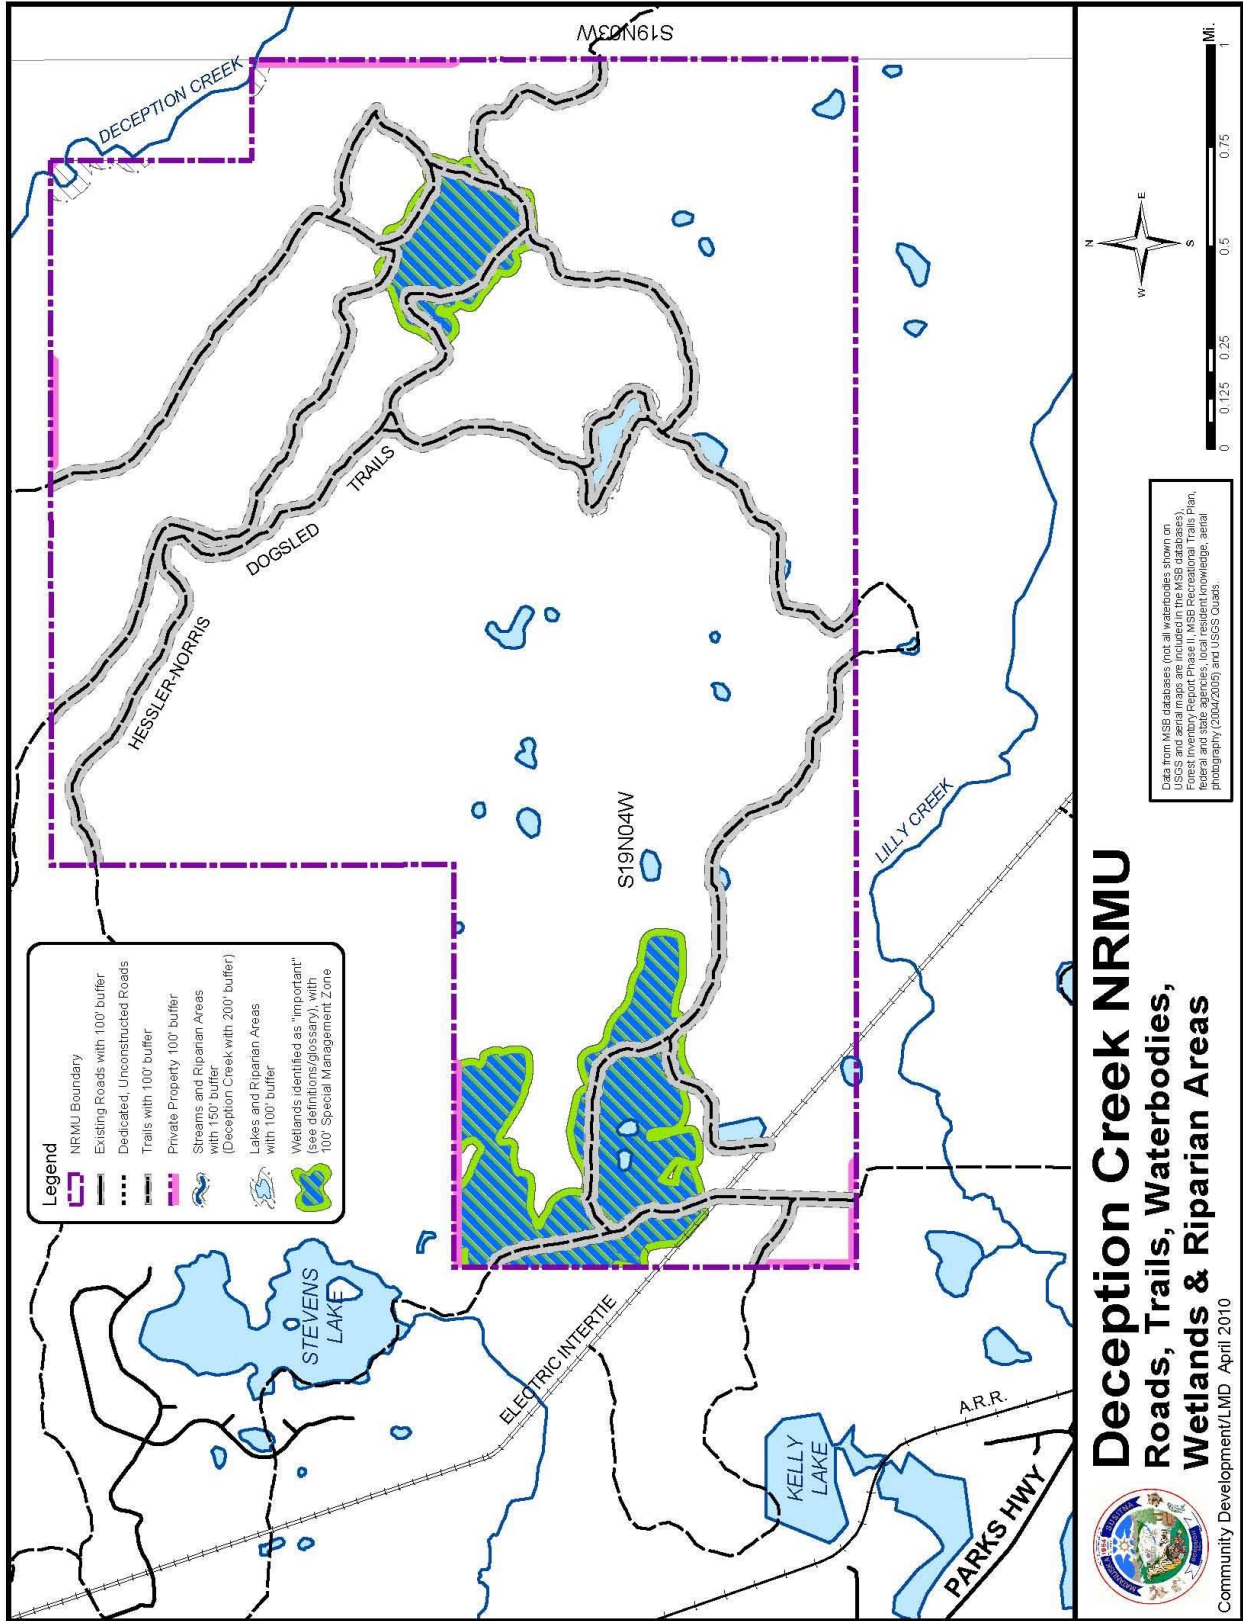 DECEPTION CREEK
S19N03W
HESSLER-NORRIS
DOGSLED
TRAILS
S19N04W
STEVENS
LAKE
ELECTRIC INTERTIE
LILLY CREEK
KELLY
LAKE
A.R.R.
PARKS HWY
Legend
NRMU Boundary
Existing Roads with 100' buffer
Dedicated, Unconstructed Roads
Trails with 100' buffer
Private Property 100' buffer
Streams and Riparian Areas
with 150' buffer
(Deception Creek with 200' buffer)
Lakes and Riparian Areas
with 100' buffer
Wetlands identified as "important"
(see definitions/glossary), with
100' Special Management Zone
Deception Creek NRMU
Roads, Trails, Waterbodies,
Wetlands & Riparian Areas
Community Development/LMD April 2010
MATANUSKA SUSITNA
1964
Data from MSB databases (not all waterbodies shown on
USGS and aerial maps are included in the MSB databases),
Forest Inventory Report Phase II, MSB Recreational Trails Plan,
federal and state agencies, local resident knowledge, aerial
photography (2004/2005) and USGS Quads.
N
W E
S
0 0.125 0.25 0.5 0.75 1
Mi.